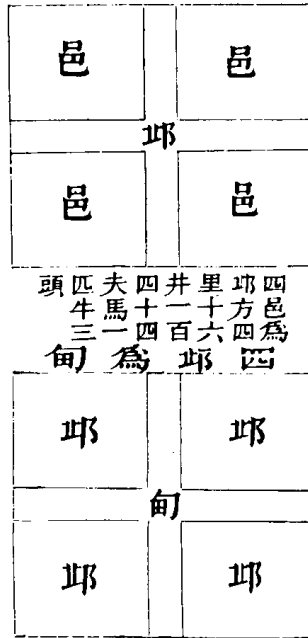 邑 邑
邱
邑 邑
四邑為
邱方四
里十六
井一百
四十四
夫馬一
匹牛三
頭
四邱為甸
邱 邱
甸
邱 邱